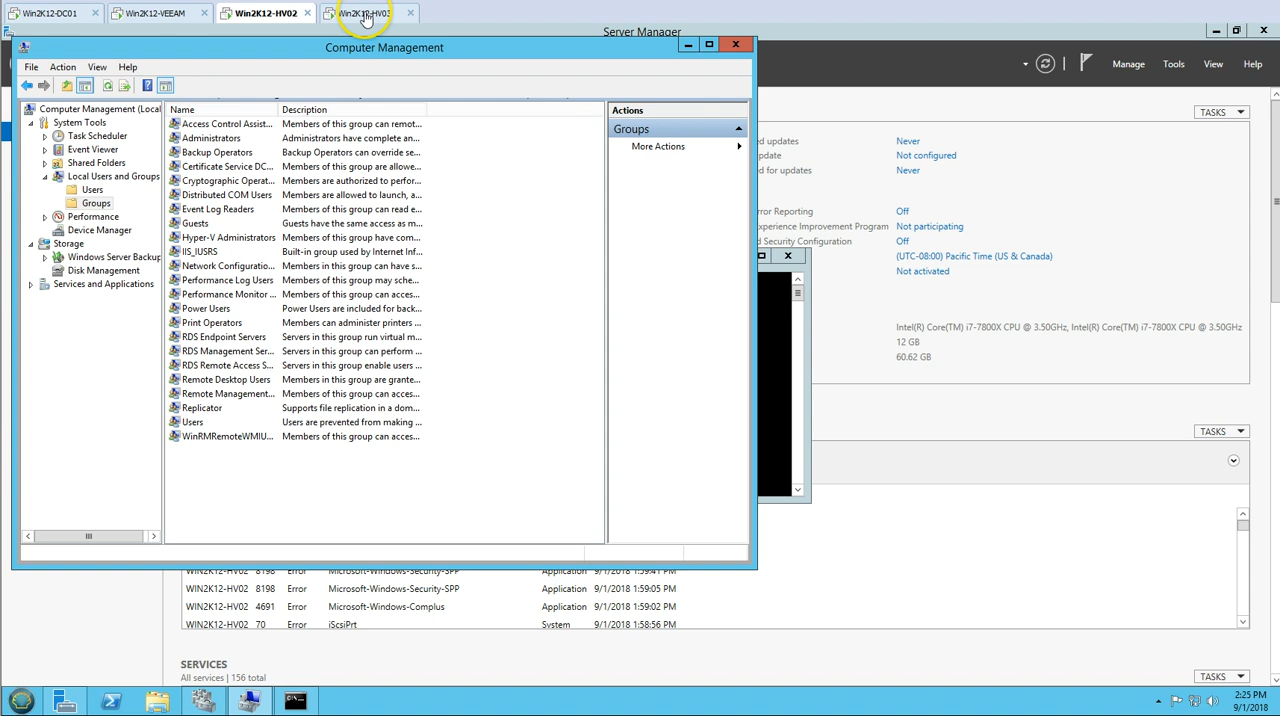 Win2K12-DC01
Win2K12-VEEAM
Win2K12-HV02
Win2K12-HV03
Server Manager
Computer Management
File
Action
View
Help
Manage
Tools
View
Help
Computer Management (Local
System Tools
Task Scheduler
Event Viewer
Shared Folders
Local Users and Groups
Users
Groups
Performance
Device Manager
Storage
Windows Server Backup
Disk Management
Services and Applications
Name
Description
Access Control Assist...
Members of this group can remot...
Administrators
Administrators have complete an...
Backup Operators
Backup Operators can override se...
Certificate Service DC...
Members of this group are allowe...
Cryptographic Operat...
Members are authorized to perfor...
Distributed COM Users
Members are allowed to launch, a...
Event Log Readers
Members of this group can read e...
Guests
Guests have the same access as m...
Hyper-V Administrators
Members of this group have com...
IIS_IUSRS
Built-in group used by Internet Inf...
Network Configuratio...
Members in this group can have s...
Performance Log Users
Members of this group may sche...
Performance Monitor ...
Members of this group can acces...
Power Users
Power Users are included for back...
Print Operators
Members can administer printers ...
RDS Endpoint Servers
Servers in this group run virtual m...
RDS Management Ser...
Servers in this group can perform ...
RDS Remote Access S...
Servers in this group enable users ...
Remote Desktop Users
Members in this group are grante...
Remote Management...
Members of this group can acces...
Replicator
Supports file replication in a dom...
Users
Users are prevented from making ...
WinRMRemoteWMIU...
Members of this group can acces...
Actions
Groups
More Actions
TASKS
ed updates
Never
update
Not configured
ed for updates
Never
Error Reporting
Off
Experience Improvement Program
Not participating
ed Security Configuration
Off
(UTC-08:00) Pacific Time (US & Canada)
Not activated
Intel(R) Core(TM) i7-7800X CPU @ 3.50GHz, Intel(R) Core(TM) i7-7800X CPU @ 3.50GHz
12 GB
60.62 GB
TASKS
WIN2K12-HV02 8198 Error Microsoft-Windows-Security-SPP Application 9/1/2018 1:59:06 PM
WIN2K12-HV02 8198 Error Microsoft-Windows-Security-SPP Application 9/1/2018 1:59:05 PM
WIN2K12-HV02 4691 Error Microsoft-Windows-Complus Application 9/1/2018 1:59:02 PM
WIN2K12-HV02 70 Error iScsiPrt System 9/1/2018 1:58:56 PM
SERVICES
All services | 156 total
TASKS
2:25 PM
9/1/2018